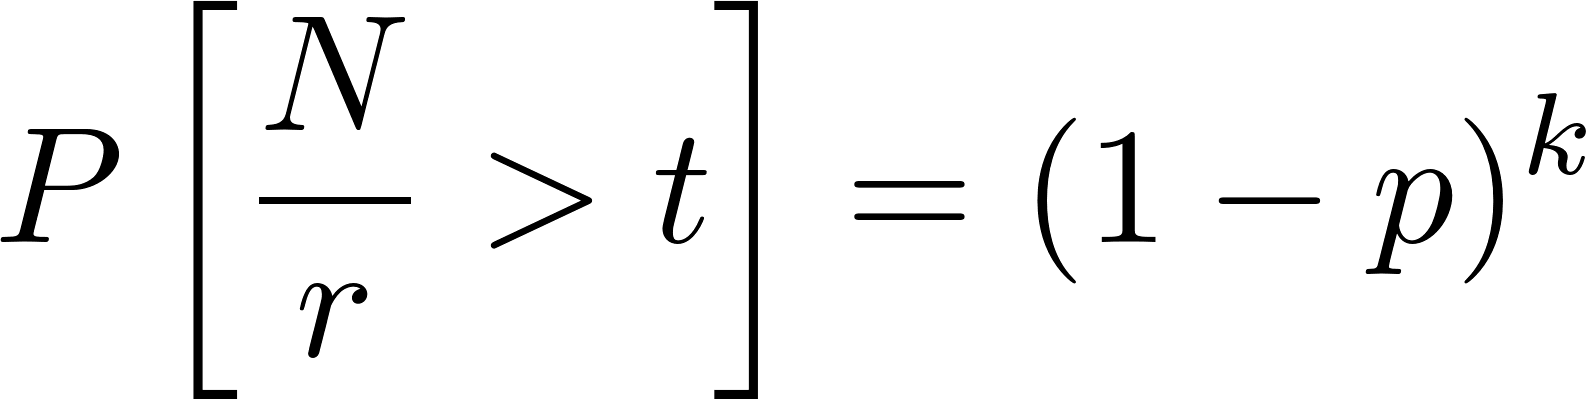 P[N/r > t] = (1 − p)^k